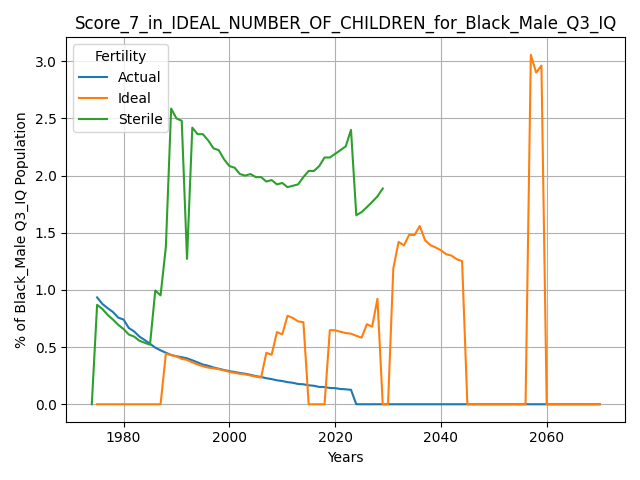 Score_7_in_IDEAL_NUMBER_OF_CHILDREN_for_Black_Male_Q3_IQ
Fertility
Actual
Ideal
Sterile
% of Black_Male Q3_IQ Population
3.0
2.5
2.0
1.5
1.0
0.5
0.0
1980 2000 2020 2040 2060
Years